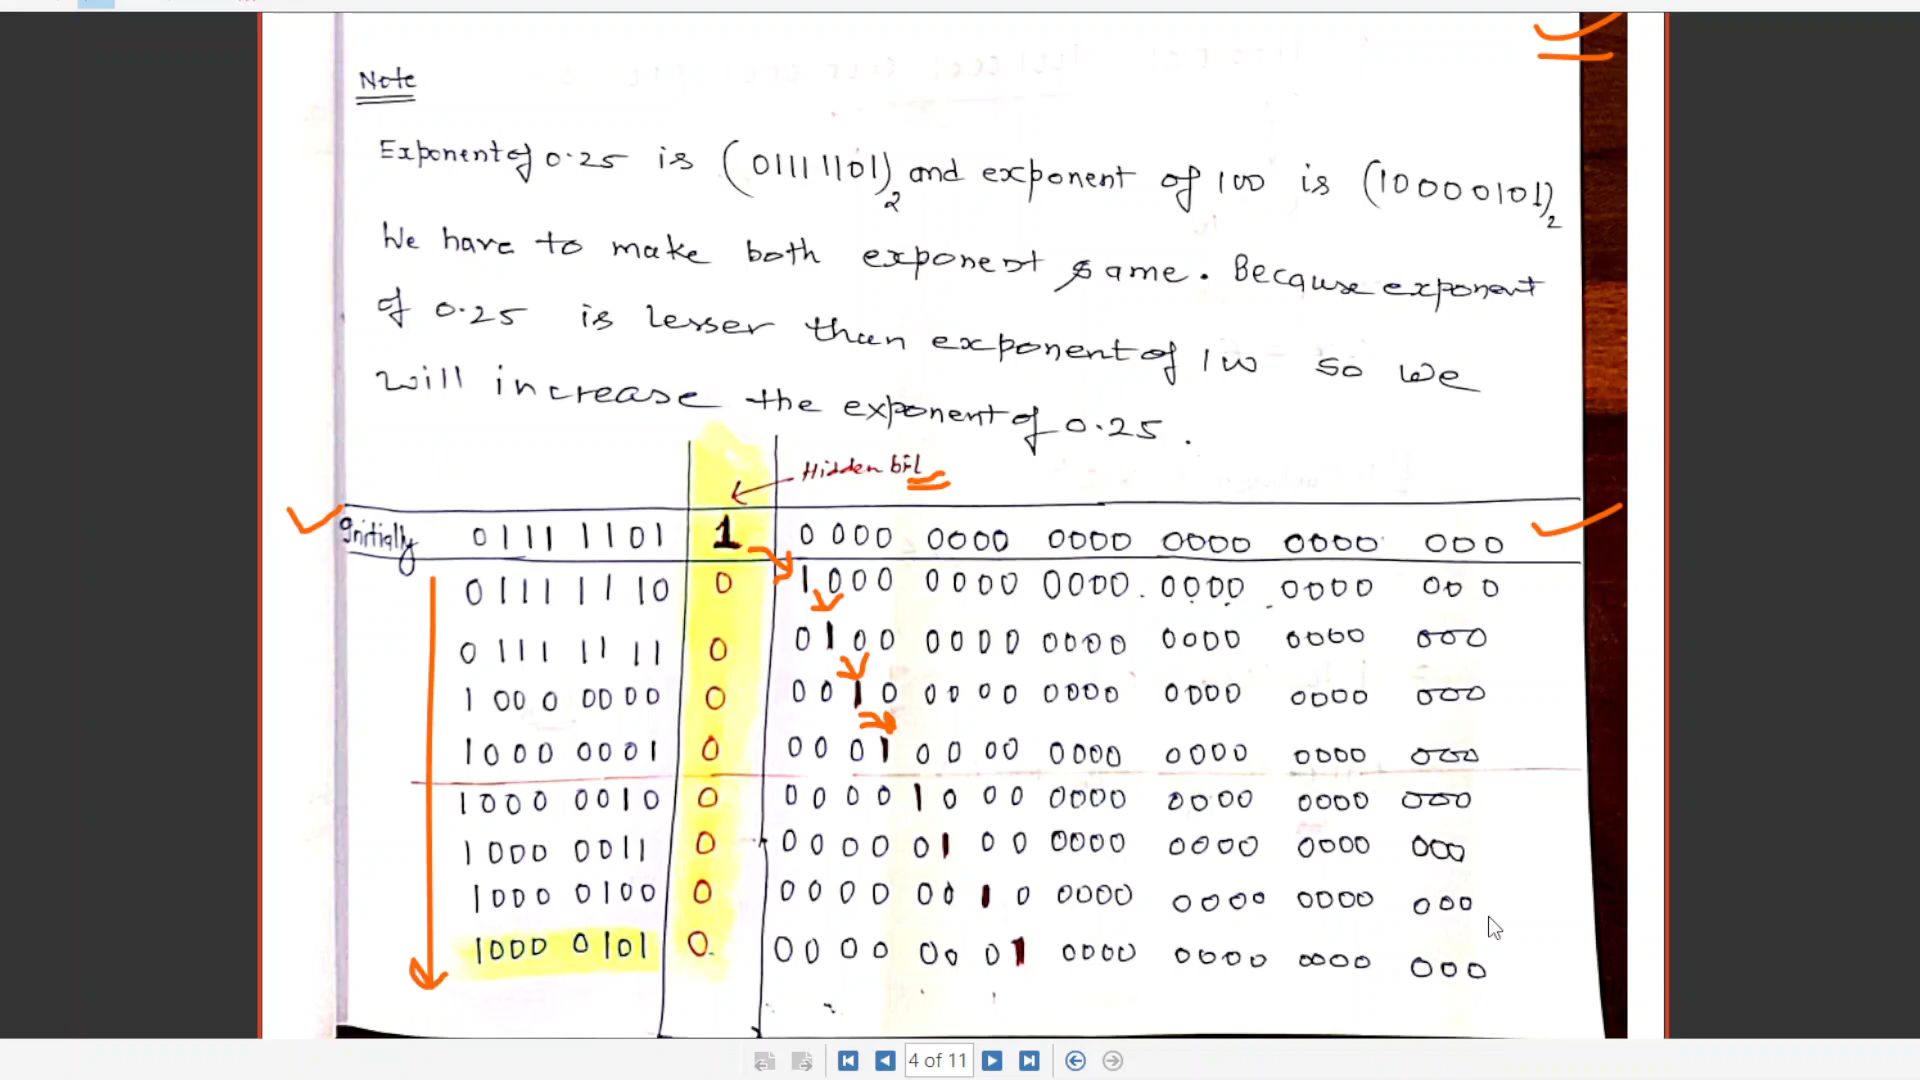 Note
Exponent of 0.25 is (01111101)2 and exponent of 100 is (10000101)2
We have to make both exponent same. Because exponent
of 0.25 is lesser than exponent of 100 so we
will increase the exponent of 0.25.
Hidden bit
Initially 0111 1101 1 0000 0000 0000 0000 0000 000
0111 1110 0 1000 0000 0000 0000 0000 000
0111 1111 0 0100 0000 0000 0000 0000 000
1000 0000 0 0010 0000 0000 0000 0000 000
1000 0001 0 0001 0000 0000 0000 0000 000
1000 0010 0 0000 1000 0000 0000 0000 000
1000 0011 0 0000 0100 0000 0000 0000 000
1000 0100 0 0000 0010 0000 0000 0000 000
1000 0101 0 0000 0001 0000 0000 0000 000
4 of 11